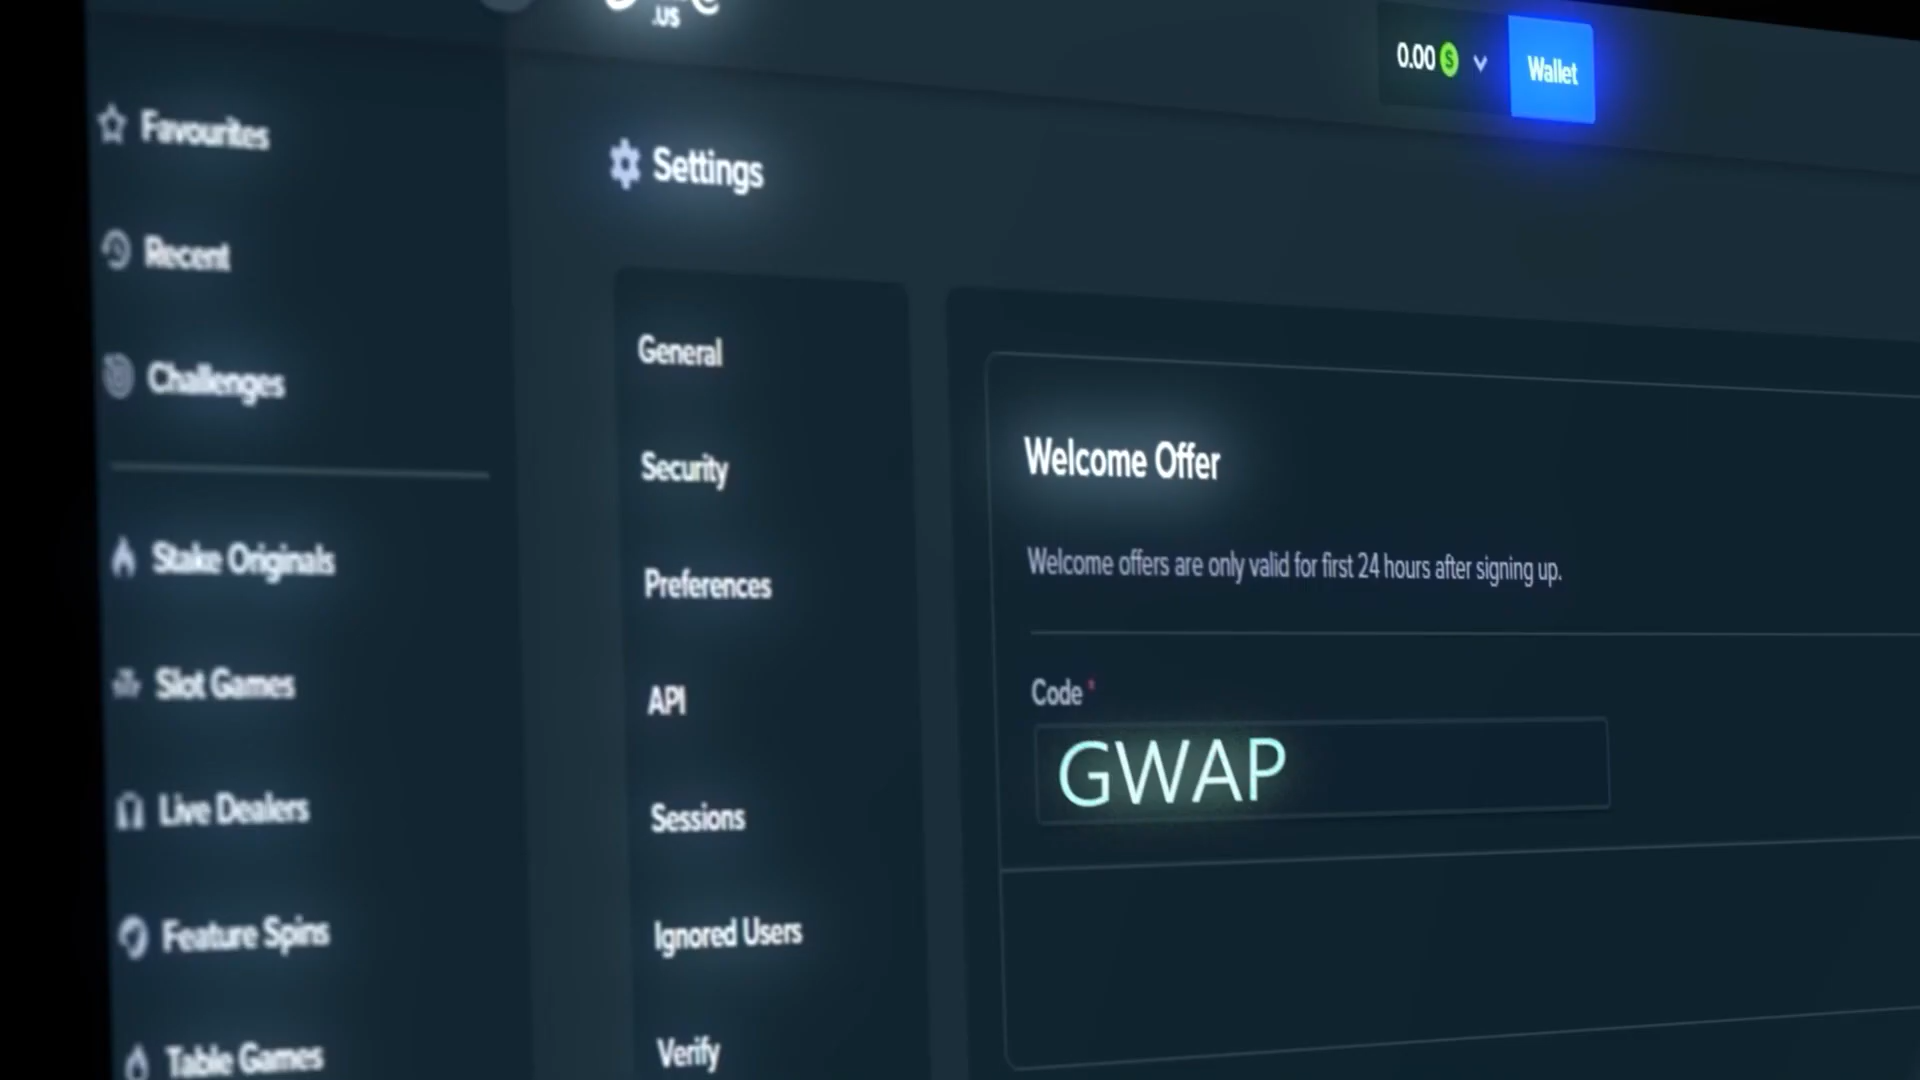 .US
0.00
Wallet
Favourites
Recent
Challenges
Stake Originals
Slot Games
Live Dealers
Feature Spins
Table Games
Settings
General
Security
Preferences
API
Sessions
Ignored Users
Verify
Welcome Offer
Welcome offers are only valid for first 24 hours after signing up.
Code *
GWAP